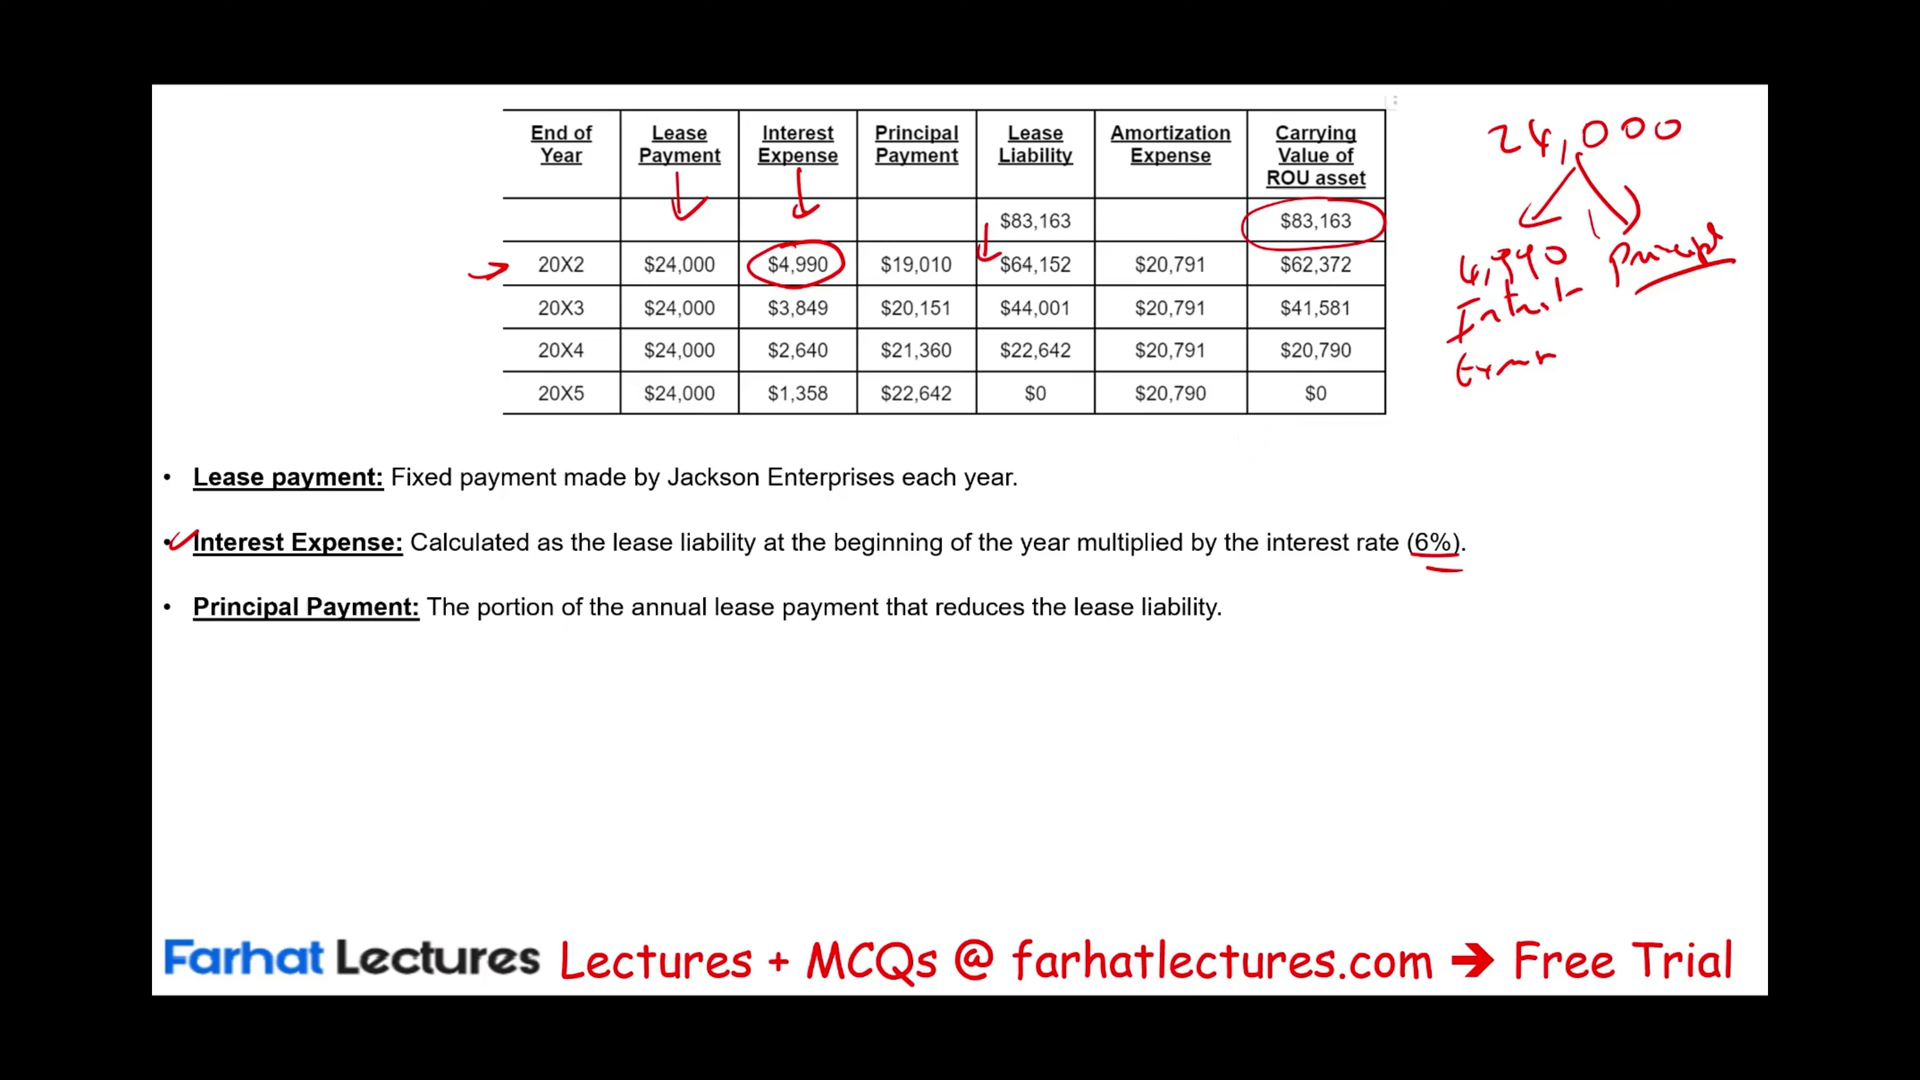 End of Year | Lease Payment | Interest Expense | Principal Payment | Lease Liability | Amortization Expense | Carrying Value of ROU asset
$83,163 | $83,163
20X2 | $24,000 | $4,990 | $19,010 | $64,152 | $20,791 | $62,372
20X3 | $24,000 | $3,849 | $20,151 | $44,001 | $20,791 | $41,581
20X4 | $24,000 | $2,640 | $21,360 | $22,642 | $20,791 | $20,790
20X5 | $24,000 | $1,358 | $22,642 | $0 | $20,790 | $0
24,000
4,990
• Lease payment: Fixed payment made by Jackson Enterprises each year.
• Interest Expense: Calculated as the lease liability at the beginning of the year multiplied by the interest rate (6%).
• Principal Payment: The portion of the annual lease payment that reduces the lease liability.
Farhat Lectures Lectures + MCQs @ farhatlectures.com ➔ Free Trial